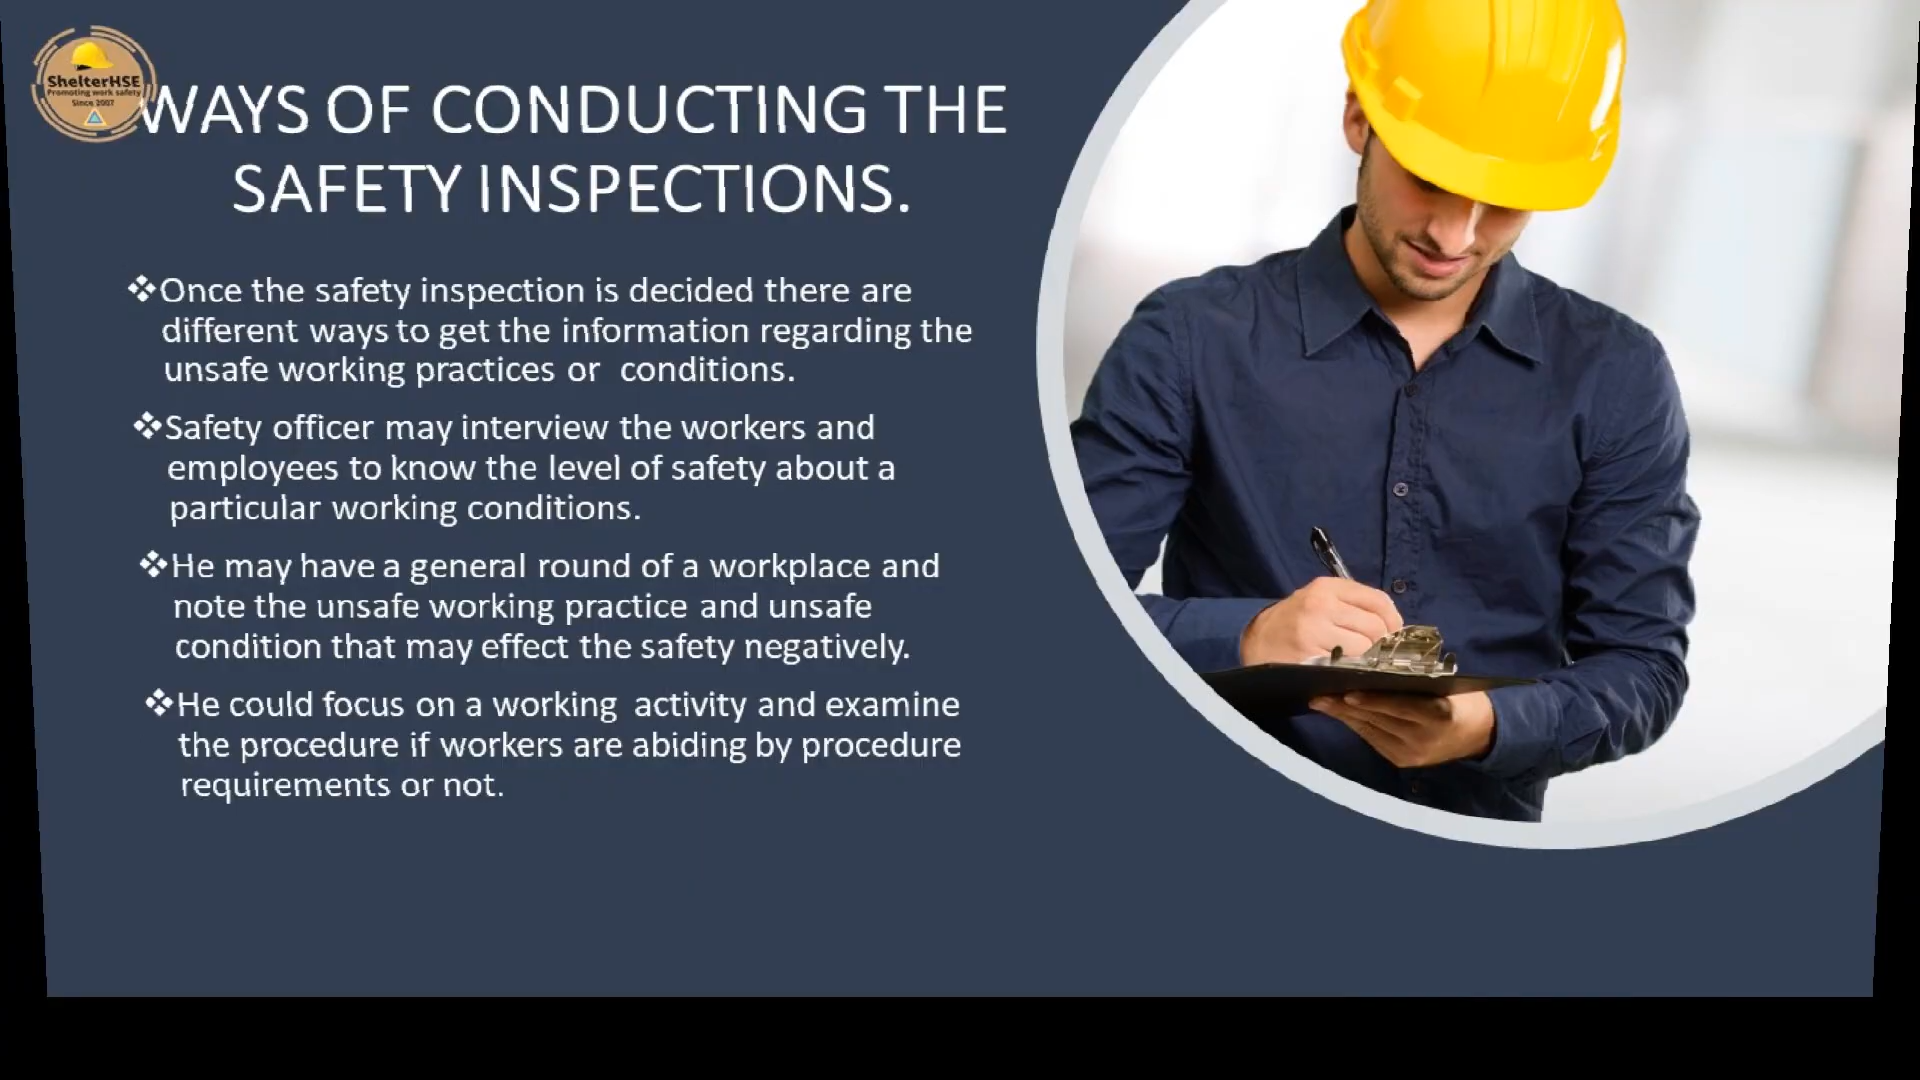 ShelterHSE
Promoting work safety
Since 2007
WAYS OF CONDUCTING THE
SAFETY INSPECTIONS.
❖Once the safety inspection is decided there are
different ways to get the information regarding the
unsafe working practices or conditions.
❖Safety officer may interview the workers and
employees to know the level of safety about a
particular working conditions.
❖He may have a general round of a workplace and
note the unsafe working practice and unsafe
condition that may effect the safety negatively.
❖He could focus on a working activity and examine
the procedure if workers are abiding by procedure
requirements or not.